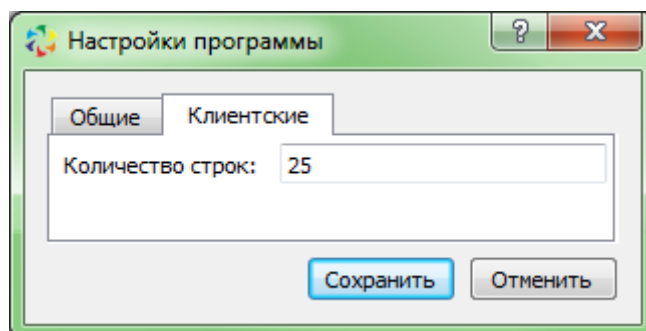 Настройки программы
Общие Клиентские
Количество строк: 25
Сохранить Отменить